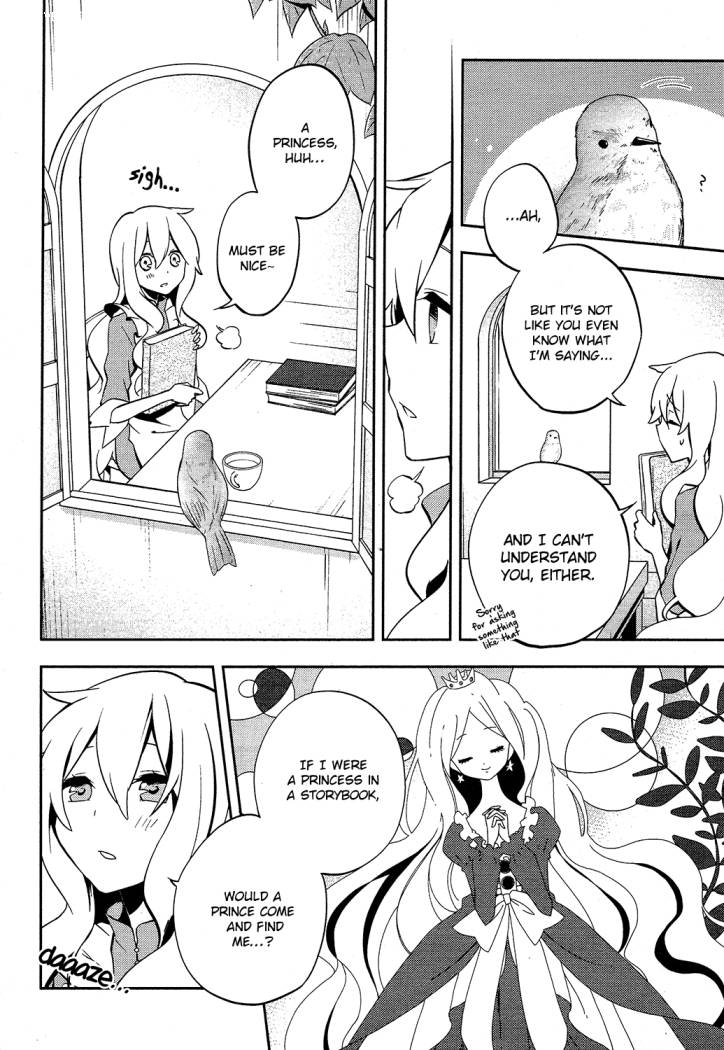 ?
...AH,
BUT IT'S NOT
LIKE YOU EVEN
KNOW WHAT
I'M SAYING...
AND I CAN'T
UNDERSTAND
YOU, EITHER.
Sorry
for asking
something
like that
A
PRINCESS,
HUH...
MUST BE
NICE~
sigh...
IF I WERE
A PRINCESS IN
A STORYBOOK,
WOULD A
PRINCE COME
AND FIND
ME...?
daaaze...